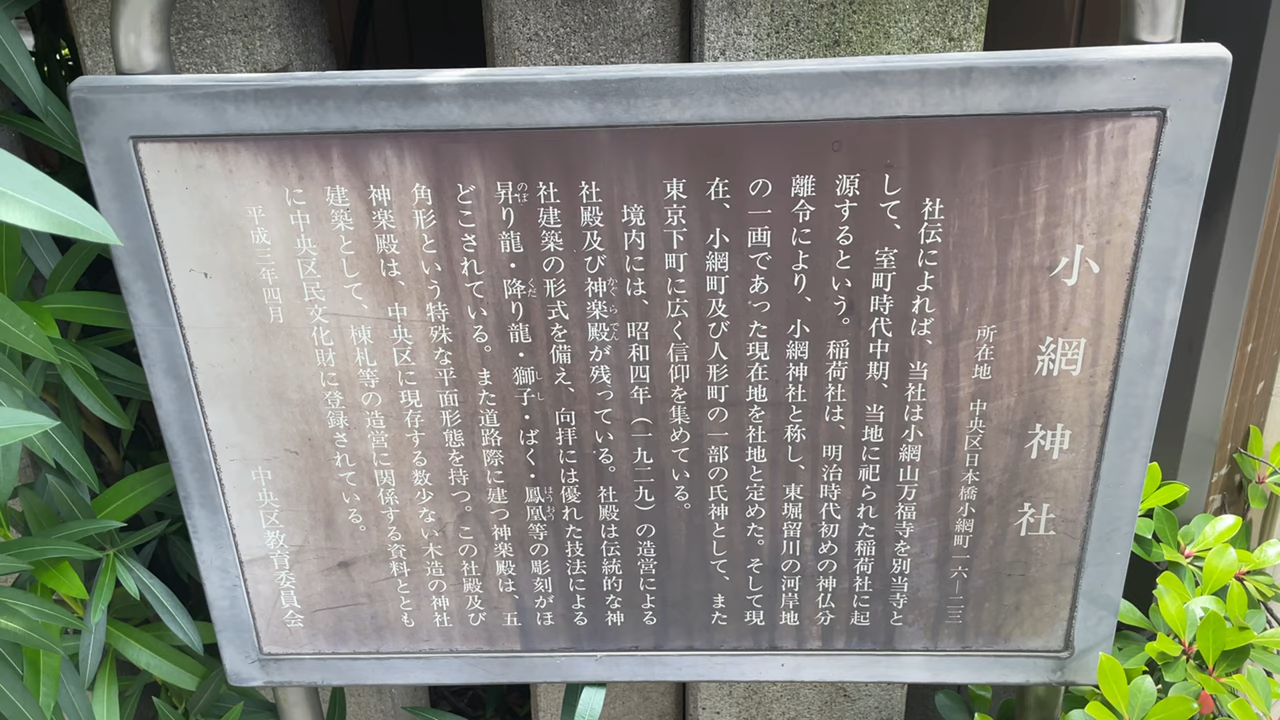 小網神社
所在地　中央区日本橋小網町一六―二三
社伝によれば、当社は小網山万福寺を別当寺と
して、室町時代中期、当地に祀られた稲荷社に起
源するという。稲荷社は、明治時代初めの神仏分
離令により、小網神社と称し、東堀留川の河岸地
の一画であった現在地を社地と定めた。そして現
在、小網町及び人形町の一部の氏神として、また
東京下町に広く信仰を集めている。
境内には、昭和四年（一九二九）の造営による
社殿及び神楽殿が残っている。社殿は伝統的な神
かぐらでん
社建築の形式を備え、向拝には優れた技法による
昇り龍・降り龍・獅子・ばく・鳳凰等の彫刻がほ
のぼ
くだ
しし
ほうおう
どこされている。また道路際に建つ神楽殿は、五
角形という特殊な平面形態を持つ。この社殿及び
神楽殿は、中央区に現存する数少ない木造の神社
建築として、棟札等の造営に関係する資料ととも
に中央区民文化財に登録されている。
平成三年四月
中央区教育委員会